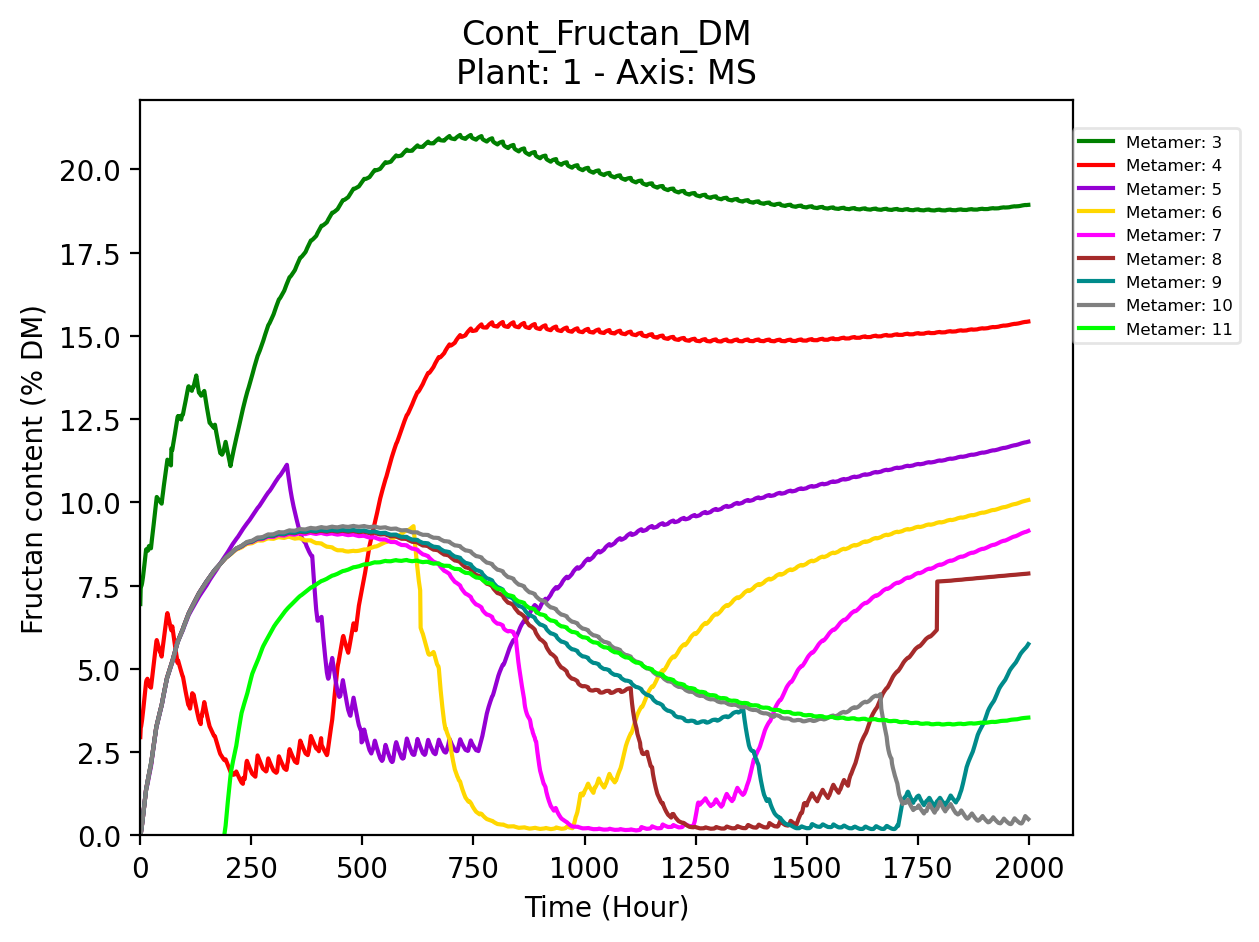 Cont_Fructan_DM
Plant: 1 - Axis: MS
Fructan content (% DM)
20.0
17.5
15.0
12.5
10.0
7.5
5.0
2.5
0.0
0 250 500 750 1000 1250 1500 1750 2000
Time (Hour)
Metamer: 3
Metamer: 4
Metamer: 5
Metamer: 6
Metamer: 7
Metamer: 8
Metamer: 9
Metamer: 10
Metamer: 11